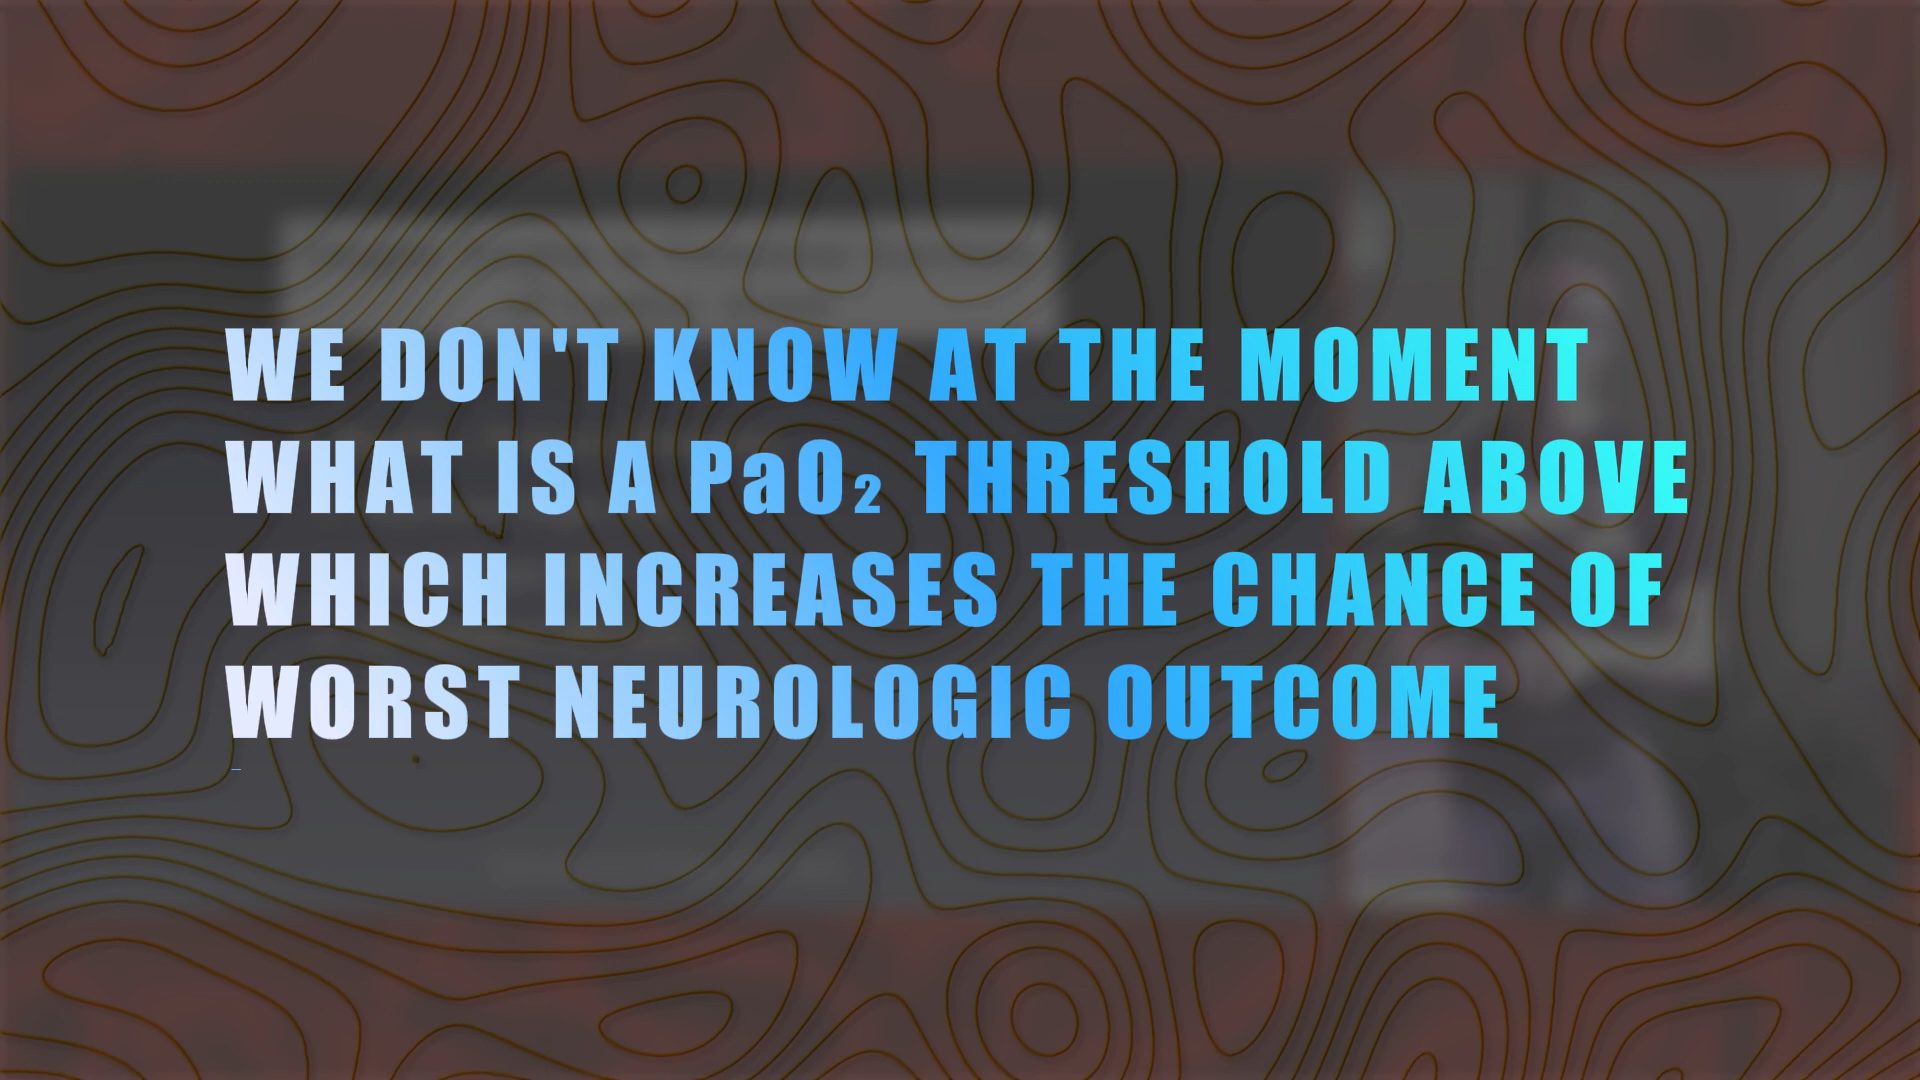 WE DON'T KNOW AT THE MOMENT
WHAT IS A PaO₂ THRESHOLD ABOVE
WHICH INCREASES THE CHANCE OF
WORST NEUROLOGIC OUTCOME